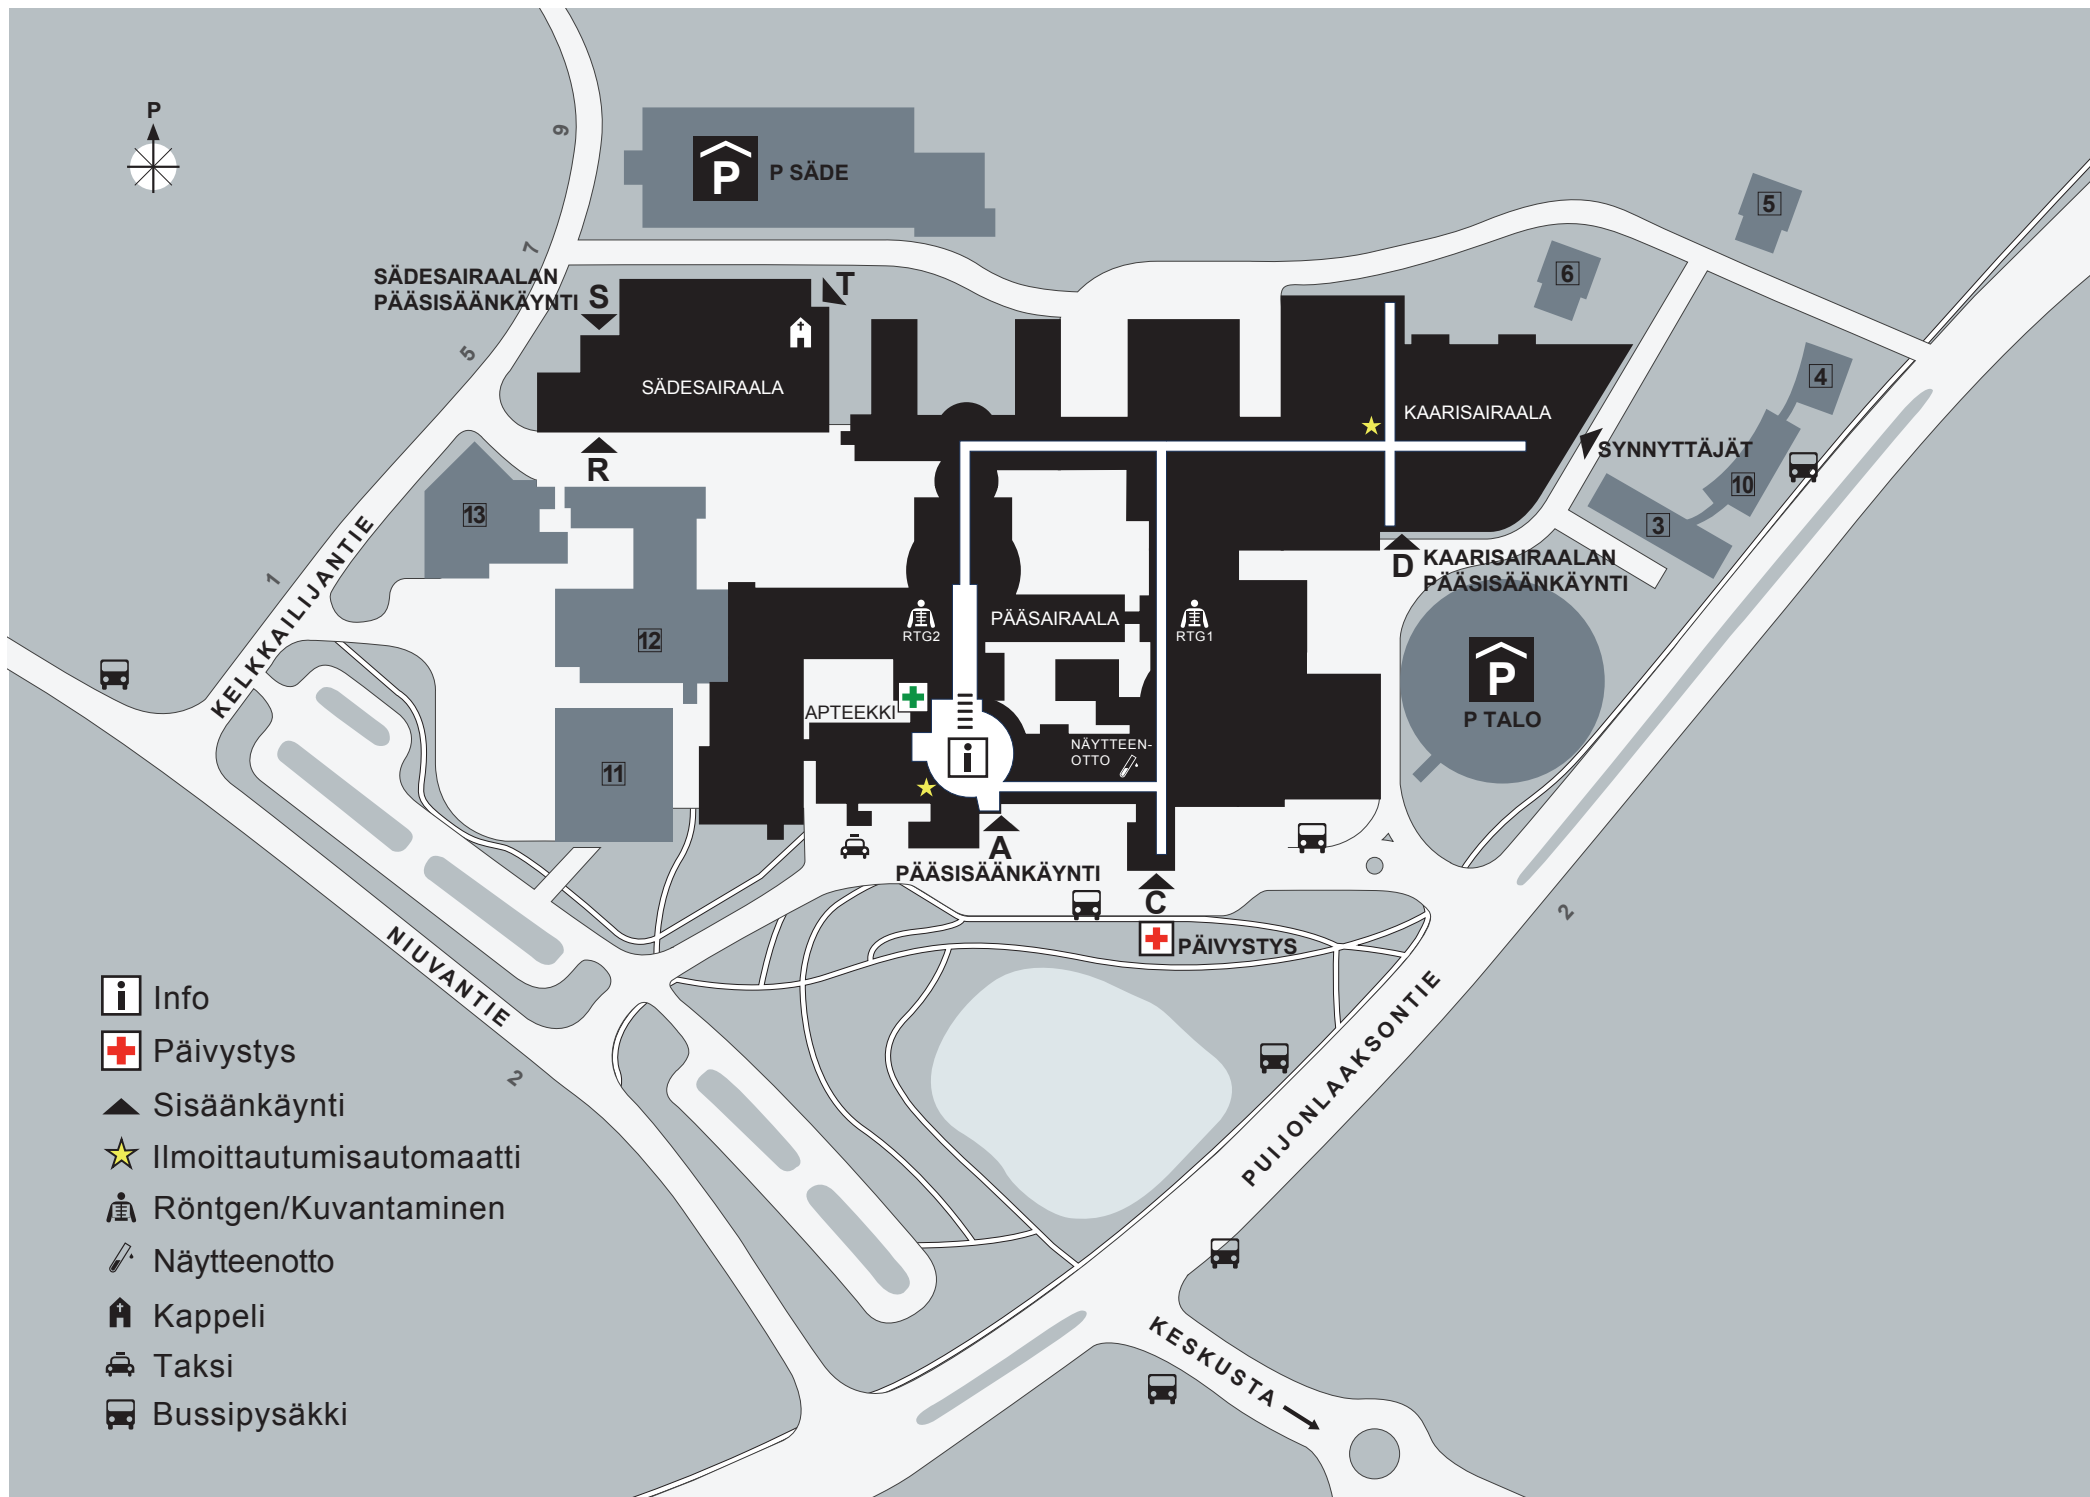 P
9
P
P SÄDE
5
7
6
SÄDESAIRAALAN
PÄÄSISÄÄNKÄYNTI
S
T
5
SÄDESAIRAALA
4
KAARISAIRAALA
R
SYNNYTTÄJÄT
10
13
3
1
KELKKAILIJANTIE
D
KAARISAIRAALAN
PÄÄSISÄÄNKÄYNTI
12
RTG2
PÄÄSAIRAALA
RTG1
P
P TALO
APTEEKKI
NÄYTTEEN-
OTTO
i
11
A
PÄÄSISÄÄNKÄYNTI
C
PÄIVYSTYS
2
NIUVANTIE
2
PUIJONLAAKSONTIE
KESKUSTA
i Info
Päivystys
Sisäänkäynti
Ilmoittautumisautomaatti
Röntgen/Kuvantaminen
Näytteenotto
Kappeli
Taksi
Bussipysäkki